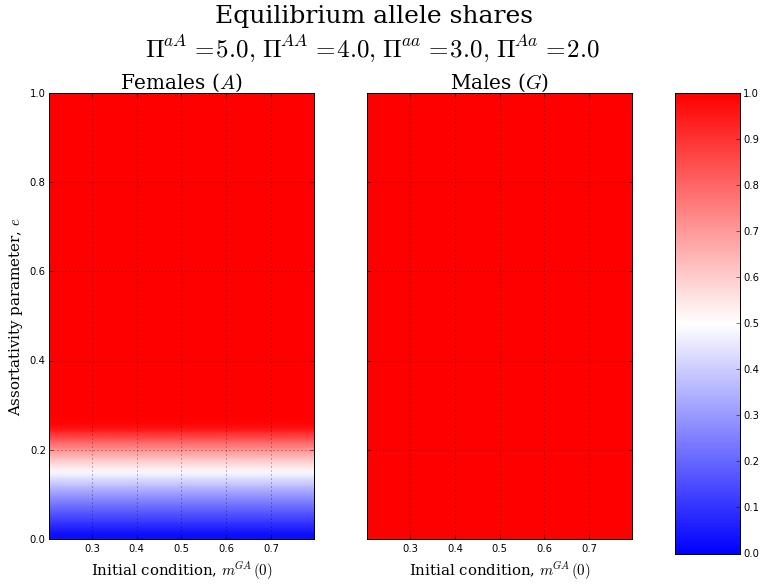 Equilibrium allele shares
Π^{aA} =5.0, Π^{AA} =4.0, Π^{aa} =3.0, Π^{Aa} =2.0
Females (A)
Males (G)
1.0
0.8
0.6
0.4
0.2
0.0
Assortativity parameter, e
0.3 0.4 0.5 0.6 0.7
Initial condition, m^{GA}(0)
0.3 0.4 0.5 0.6 0.7
Initial condition, m^{GA}(0)
1.0
0.9
0.8
0.7
0.6
0.5
0.4
0.3
0.2
0.1
0.0